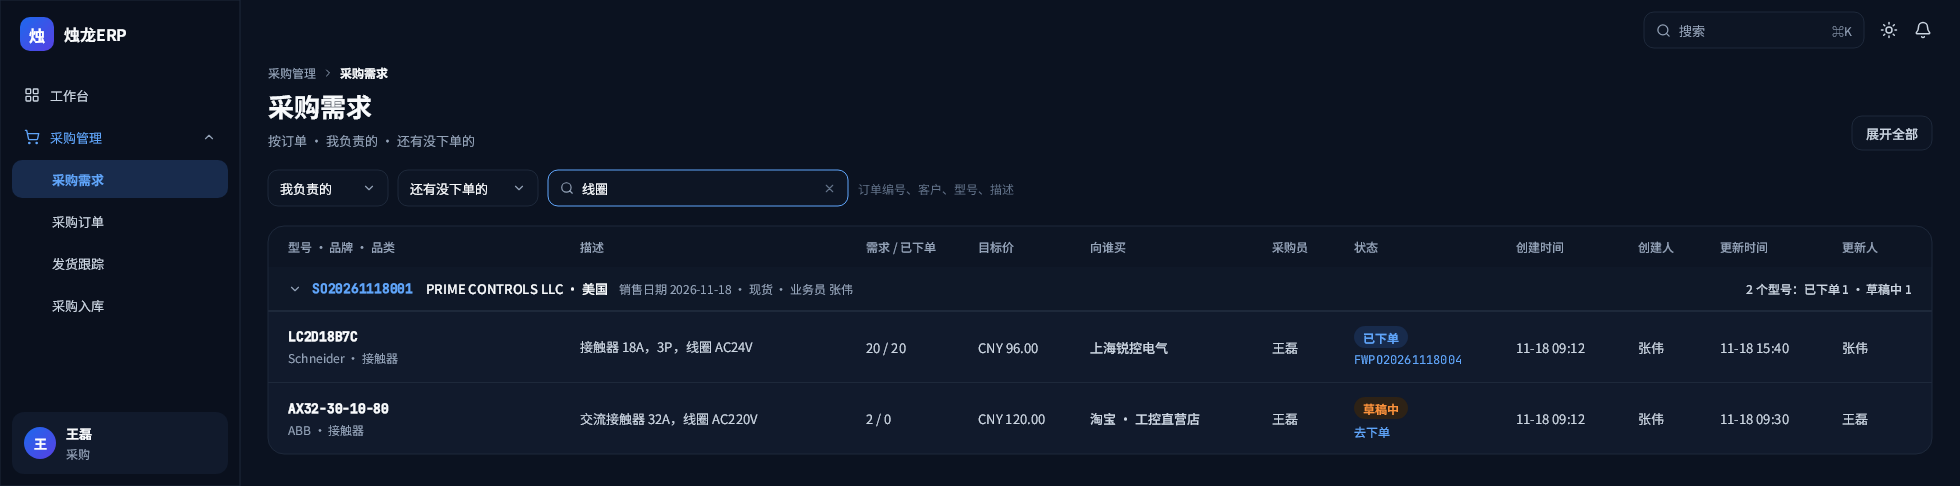 烛 烛龙ERP
搜索 ⌘K
工作台
采购管理
采购需求
采购订单
发货跟踪
采购入库
王 王磊
采购
采购管理 > 采购需求
采购需求
按订单 • 我负责的 • 还有没下单的
展开全部
我负责的 还有没下单的 线圈 订单编号、客户、型号、描述
型号 • 品牌 • 品类 描述 需求 / 已下单 目标价 向谁买 采购员 状态 创建时间 创建人 更新时间 更新人
SO20261118001 PRIME CONTROLS LLC • 美国 销售日期 2026-11-18 • 现货 • 业务员 张伟 2 个型号：已下单 1 • 草稿中 1
LC2D18B7C 接触器 18A，3P，线圈 AC24V 20 / 20 CNY 96.00 上海锐控电气 王磊 已下单 11-18 09:12 张伟 11-18 15:40 张伟
Schneider • 接触器 FWPO20261118004
AX32-30-10-80 交流接触器 32A，线圈 AC220V 2 / 0 CNY 120.00 淘宝 • 工控直营店 王磊 草稿中 11-18 09:12 张伟 11-18 09:30 王磊
ABB • 接触器 去下单